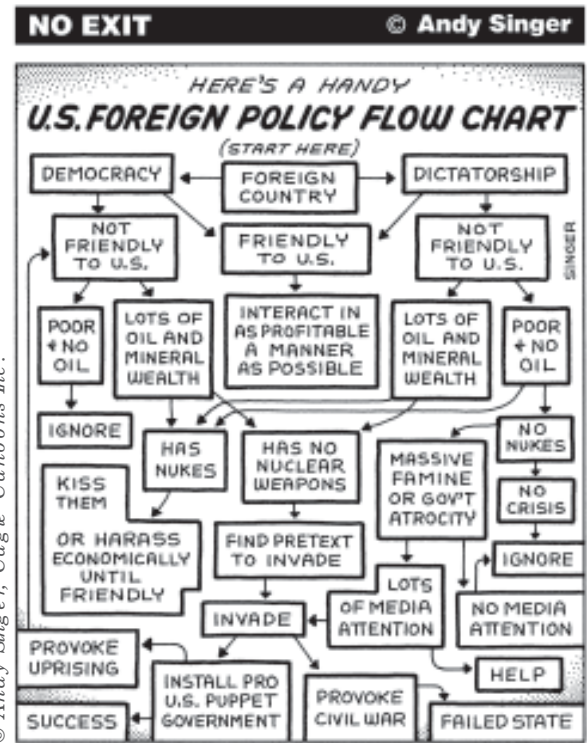 NO EXIT
© Andy Singer
HERE'S A HANDY
U.S. FOREIGN POLICY FLOW CHART
(START HERE)
DEMOCRACY
FOREIGN
COUNTRY
DICTATORSHIP
NOT
FRIENDLY
TO U.S.
FRIENDLY
TO U.S.
NOT
FRIENDLY
TO U.S.
SINGER
POOR
+ NO
OIL
LOTS OF
OIL AND
MINERAL
WEALTH
INTERACT IN
AS PROFITABLE
A MANNER
AS POSSIBLE
LOTS OF
OIL AND
MINERAL
WEALTH
POOR
+ NO
OIL
IGNORE
HAS
NUKES
HAS NO
NUCLEAR
WEAPONS
MASSIVE
FAMINE
OR GOV'T
ATROCITY
NO
NUKES
NO
CRISIS
IGNORE
KISS
THEM
OR HARASS
ECONOMICALLY
UNTIL
FRIENDLY
FIND PRETEXT
TO INVADE
INVADE
LOTS
OF MEDIA
ATTENTION
NO MEDIA
ATTENTION
HELP
PROVOKE
UPRISING
INSTALL PRO
U.S. PUPPET
GOVERNMENT
PROVOKE
CIVIL WAR
FAILED STATE
SUCCESS
© Andy Singer, Cagle Cartoons Inc.